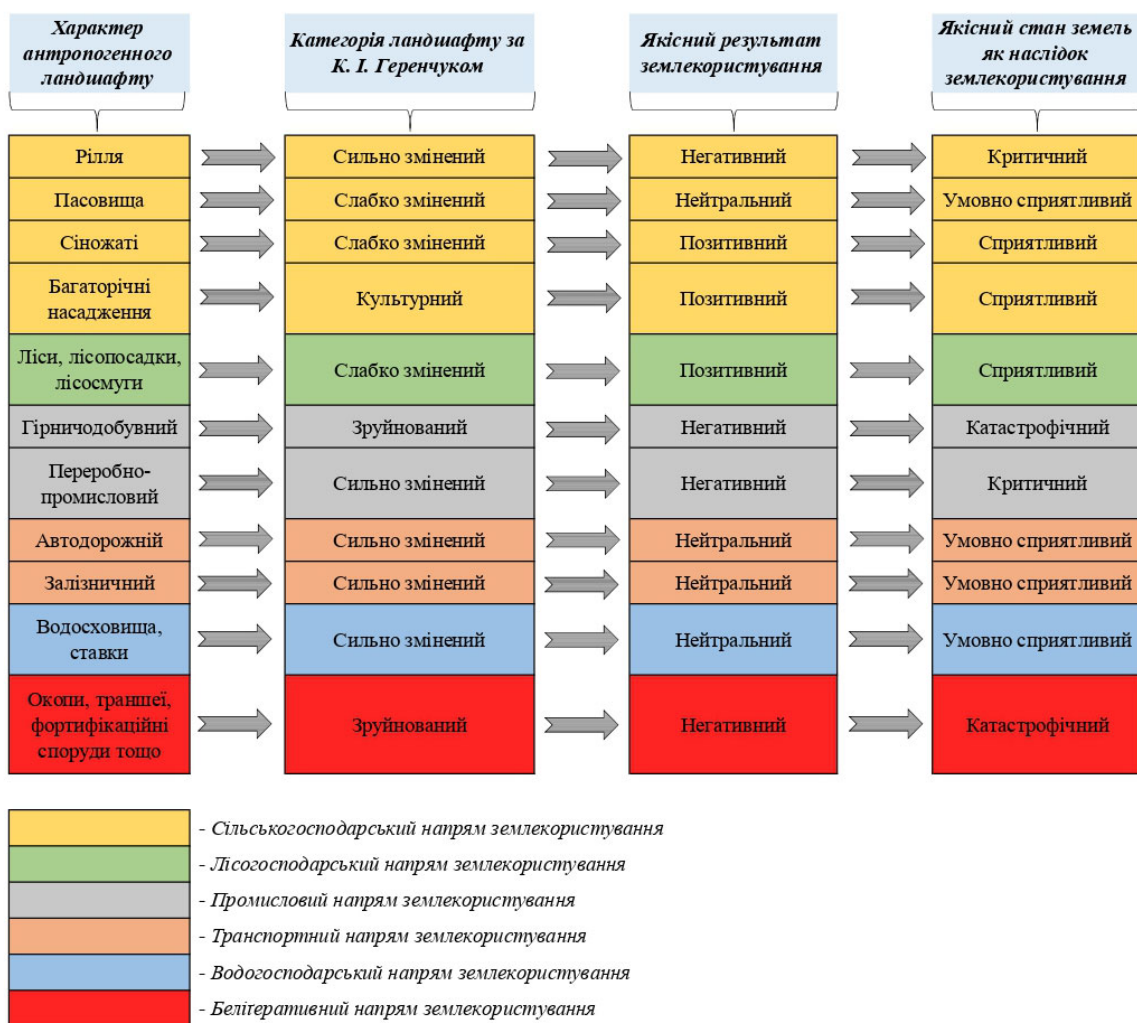 Характер
антропогенного
ландшафту
Категорія ландшафту за
К. І. Геренчуком
Якісний результат
землекористування
Якісний стан земель
як наслідок
землекористування
Рілля
Сильно змінений
Негативний
Критичний
Пасовища
Слабко змінений
Нейтральний
Умовно сприятливий
Сіножаті
Слабко змінений
Позитивний
Сприятливий
Багаторічні
насадження
Культурний
Позитивний
Сприятливий
Ліси, лісопосадки,
лісосмуги
Слабко змінений
Позитивний
Сприятливий
Гірничодобувний
Зруйнований
Негативний
Катастрофічний
Переробно-
промисловий
Сильно змінений
Негативний
Критичний
Автодорожній
Сильно змінений
Нейтральний
Умовно сприятливий
Залізничний
Сильно змінений
Нейтральний
Умовно сприятливий
Водосховища,
ставки
Сильно змінений
Нейтральний
Умовно сприятливий
Окопи, траншеї,
фортифікаційні
споруди тощо
Зруйнований
Негативний
Катастрофічний
- Сільськогосподарський напрям землекористування
- Лісогосподарський напрям землекористування
- Промисловий напрям землекористування
- Транспортний напрям землекористування
- Водогосподарський напрям землекористування
- Беліґеративний напрям землекористування